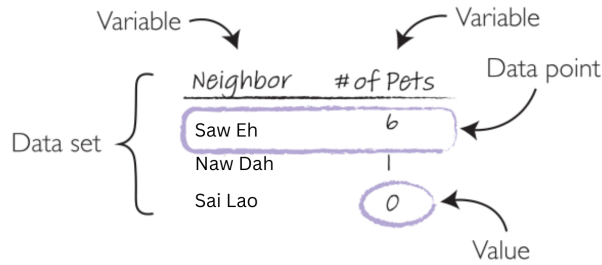 Variable
Variable
Neighbor # of Pets
Data point
Saw Eh 6
Data set
Naw Dah 1
Sai Lao 0
Value